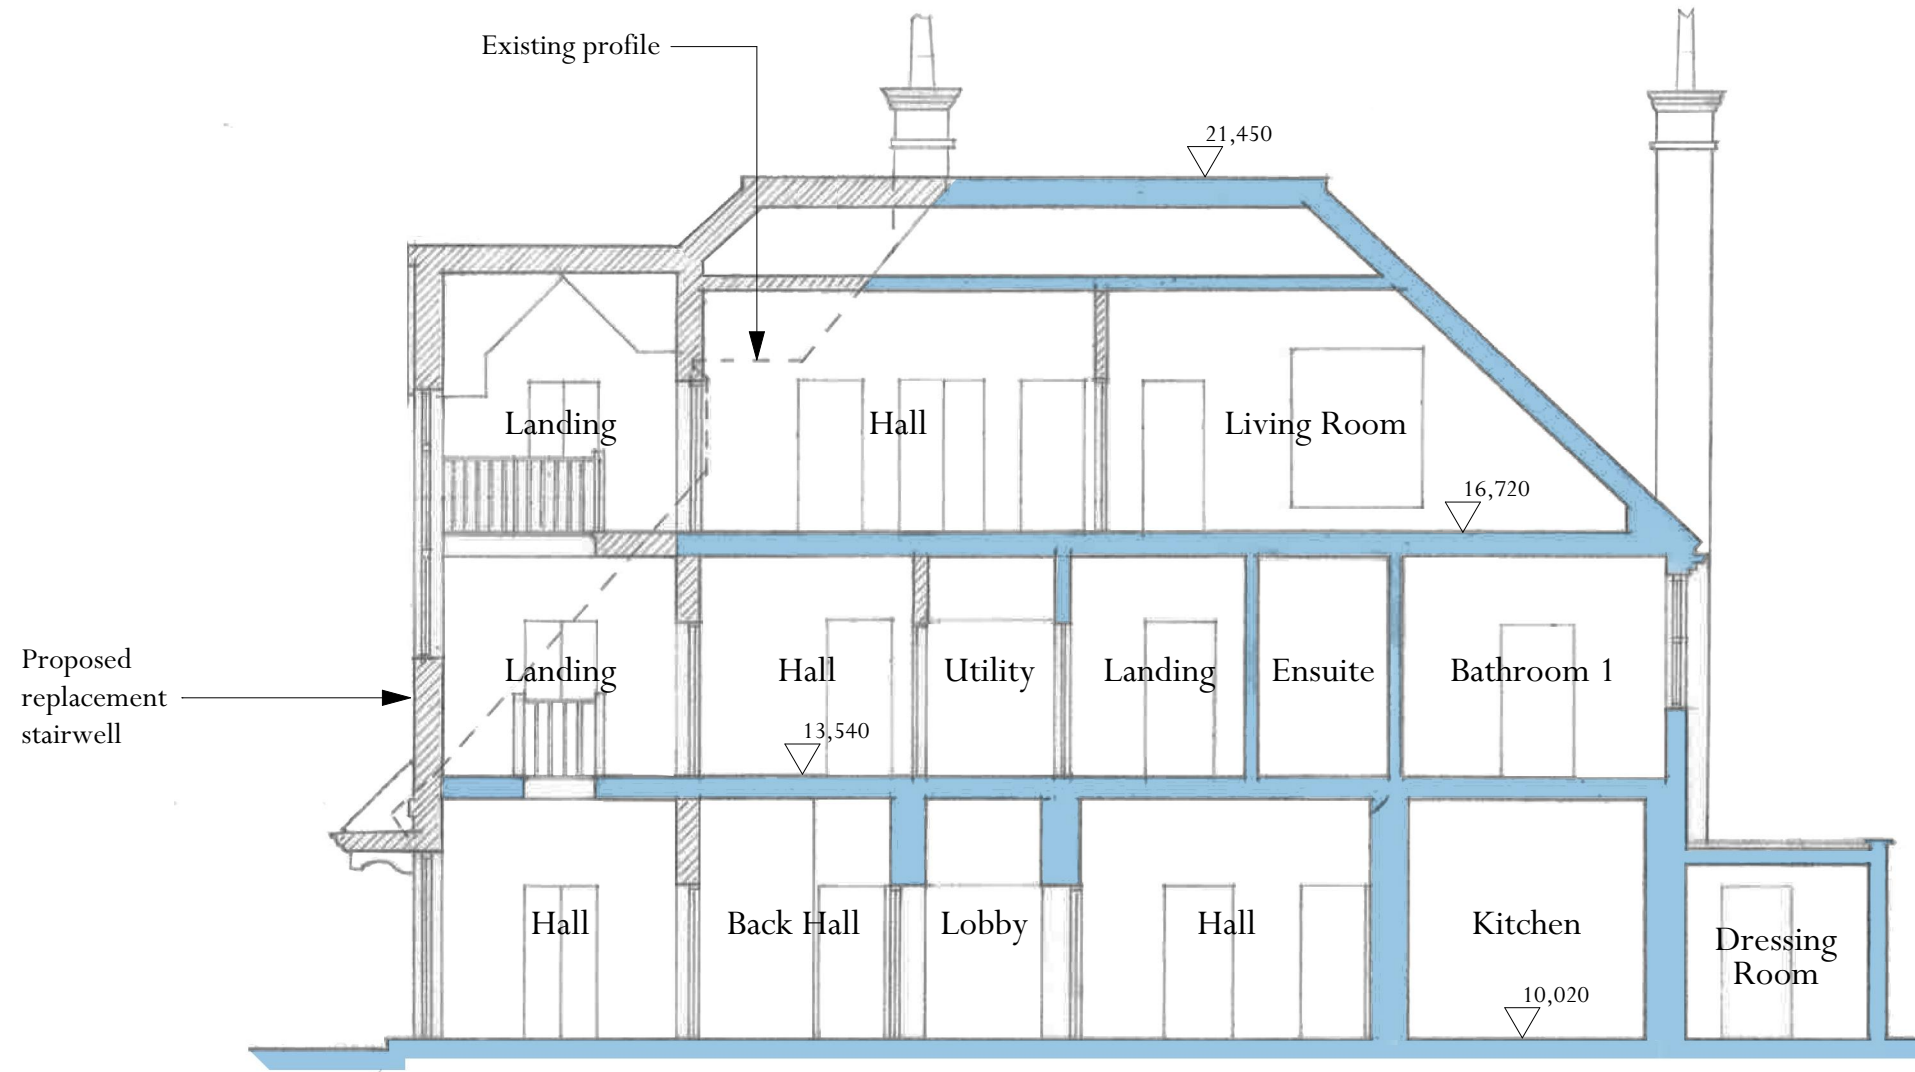 Existing profile
21,450
Landing
Hall
Living Room
16,720
Proposed
replacement
stairwell
Landing
Hall
Utility
Landing
Ensuite
Bathroom 1
13,540
Hall
Back Hall
Lobby
Hall
Kitchen
Dressing
Room
10,020